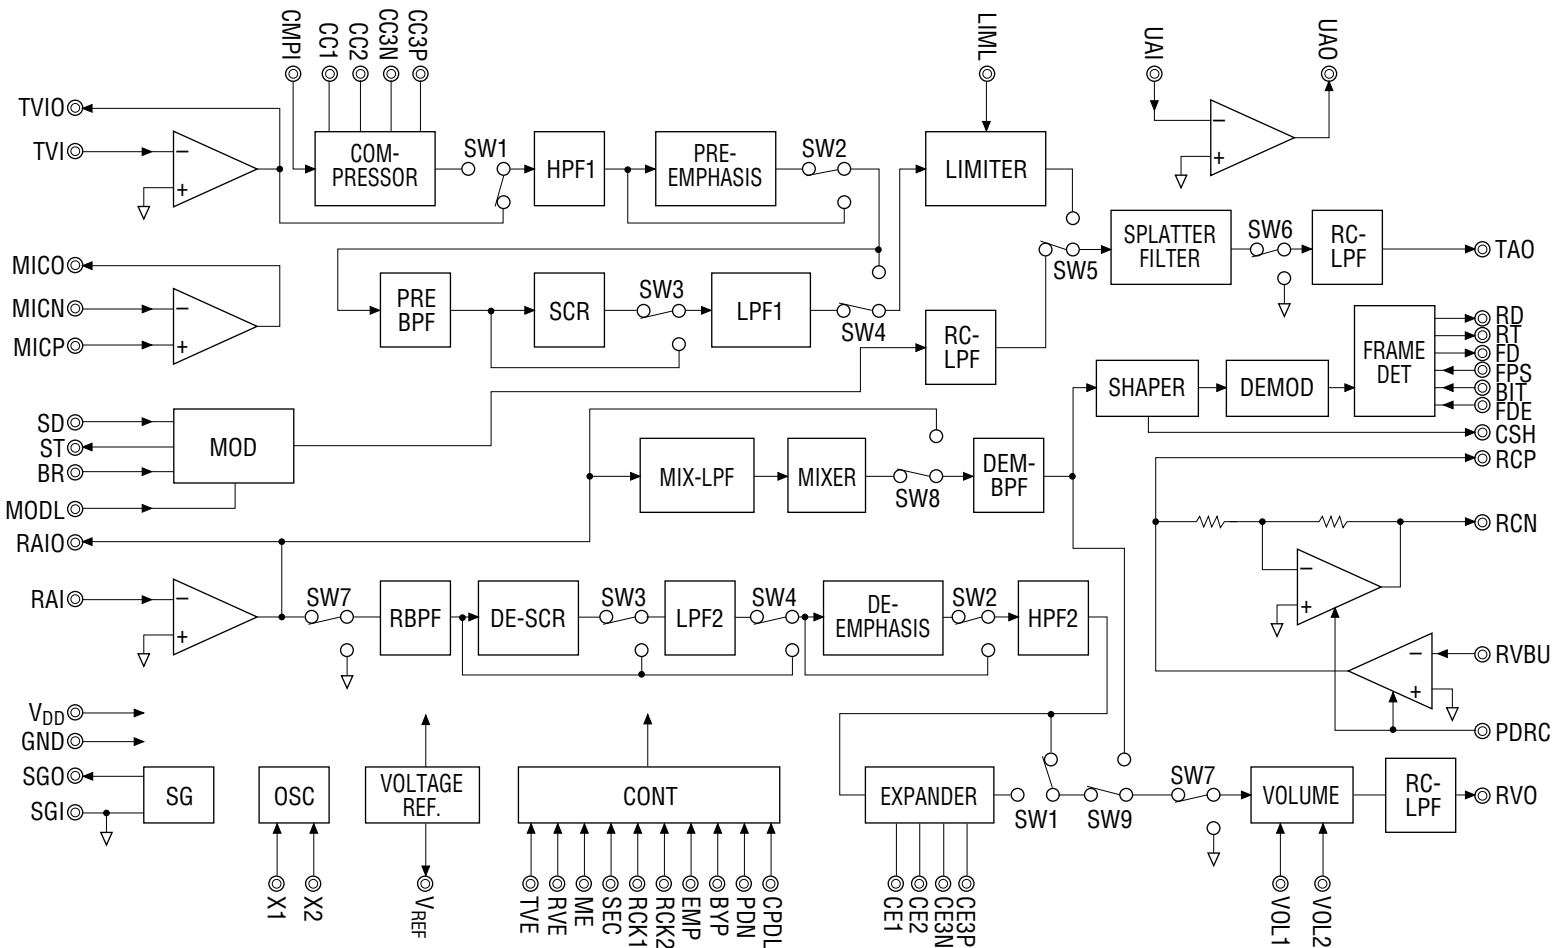 CMPI
CC1
CC2
CC3N
CC3P
LIML
UAI
UAO
TVIO
TVI
−
+
COM-
PRESSOR
SW1
HPF1
PRE-
EMPHASIS
SW2
LIMITER
−
+
MICO
MICN
MICP
−
+
PRE
BPF
SCR
SW3
LPF1
SW4
RC-
LPF
SW5
SPLATTER
FILTER
SW6
RC-
LPF
TAO
SHAPER
DEMOD
FRAME
DET
RD
RT
FD
FPS
BIT
FDE
CSH
RCP
SD
ST
BR
MODL
MOD
MIX-LPF
MIXER
SW8
DEM-
BPF
RCN
−
+
RAIO
RAI
−
+
SW7
RBPF
DE-SCR
SW3
LPF2
SW4
DE-
EMPHASIS
SW2
HPF2
−
+
RVBU
PDRC
VDD
GND
SGO
SGI
SG
OSC
VOLTAGE
REF.
CONT
EXPANDER
SW1
SW9
SW7
VOLUME
RC-
LPF
RVO
X1
X2
VREF
TVE
RVE
ME
SEC
RCK1
RCK2
EMP
BYP
PDN
CPDL
CE1
CE2
CE3N
CE3P
VOL1
VOL2